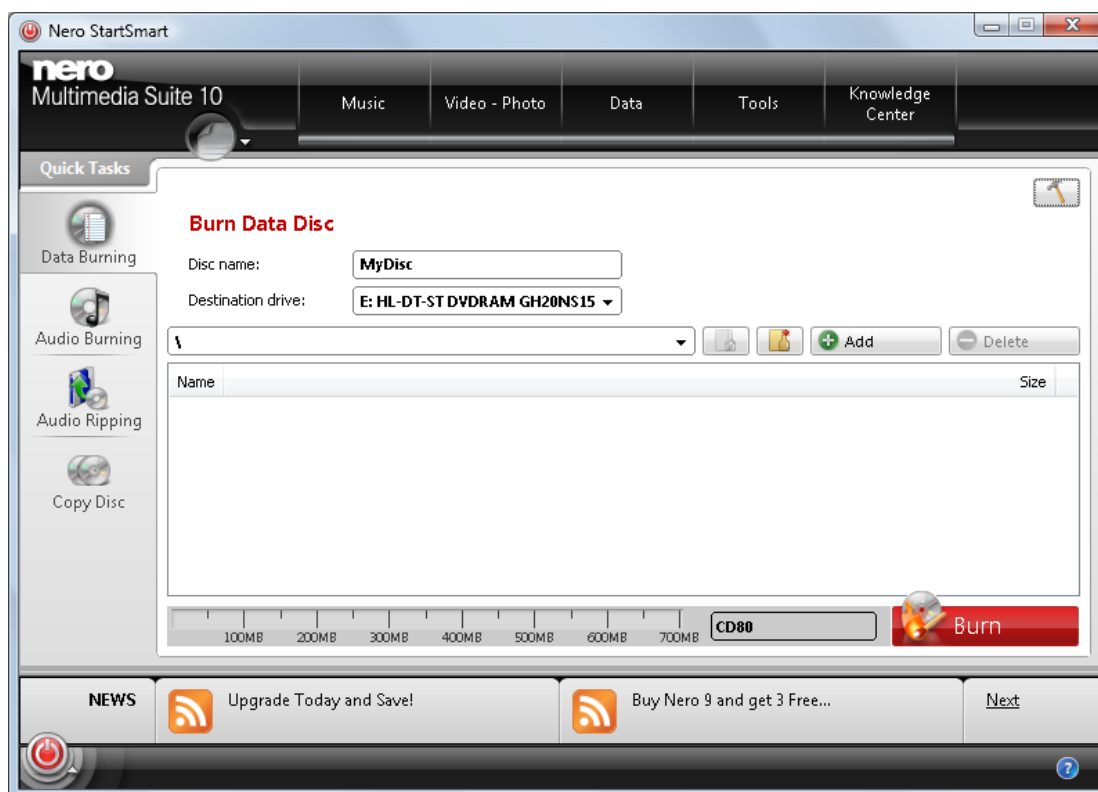 Nero StartSmart
nero
Multimedia Suite 10
Music
Video - Photo
Data
Tools
Knowledge
Center
Quick Tasks
Data Burning
Audio Burning
Audio Ripping
Copy Disc
Burn Data Disc
Disc name: MyDisc
Destination drive: E: HL-DT-ST DVDRAM GH20NS15
\
Add
Delete
Name Size
100MB 200MB 300MB 400MB 500MB 600MB 700MB
CD80
Burn
NEWS
Upgrade Today and Save!
Buy Nero 9 and get 3 Free...
Next
?